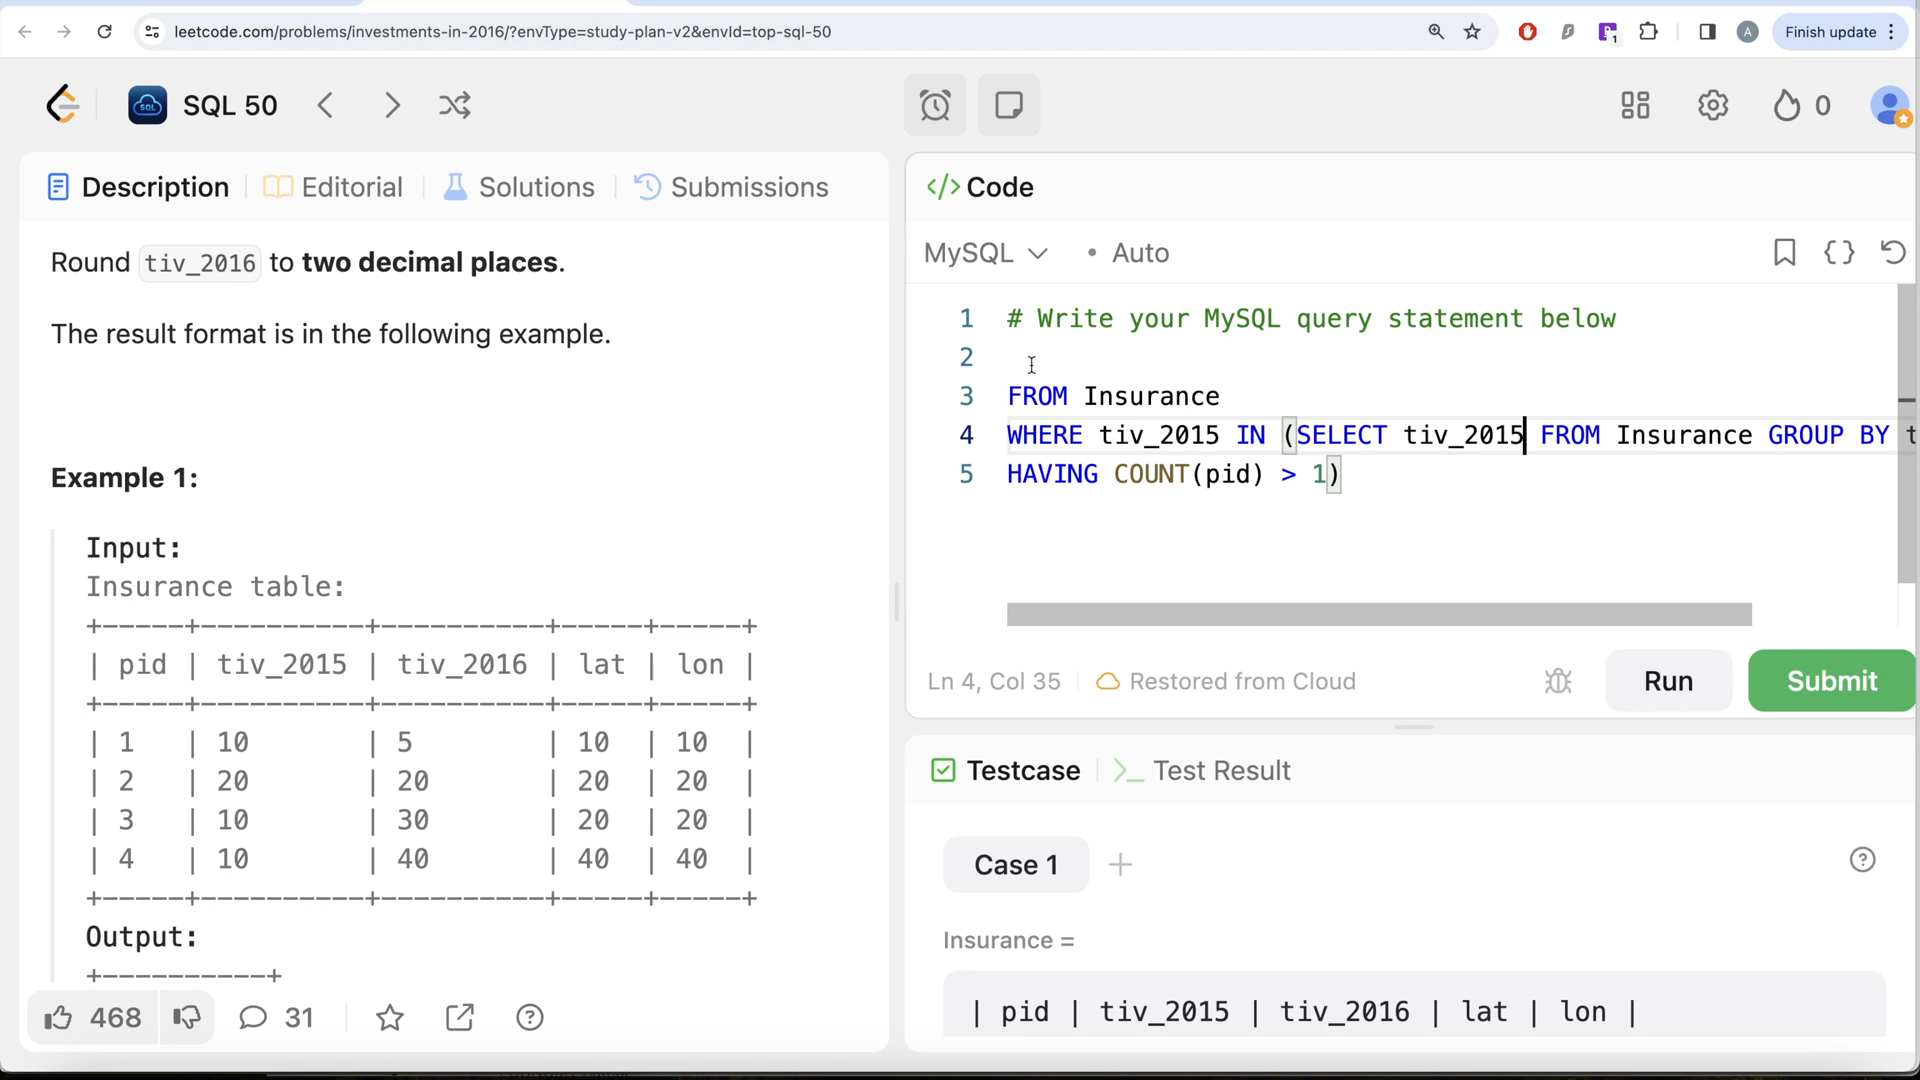 leetcode.com/problems/investments-in-2016/?envType=study-plan-v2&envId=top-sql-50
1
A
Finish update
SQL
SQL 50
0
Description
Editorial
Solutions
Submissions
Round tiv_2016 to two decimal places.
The result format is in the following example.
Example 1:
Input:
Insurance table:
+-----+----------+----------+-----+-----+
| pid | tiv_2015 | tiv_2016 | lat | lon |
+-----+----------+----------+-----+-----+
| 1 | 10 | 5 | 10 | 10 |
| 2 | 20 | 20 | 20 | 20 |
| 3 | 10 | 30 | 20 | 20 |
| 4 | 10 | 40 | 40 | 40 |
+-----+----------+----------+-----+-----+
Output:
+----------+
468
31
</> Code
MySQL
• Auto
1 # Write your MySQL query statement below
2
3 FROM Insurance
4 WHERE tiv_2015 IN (SELECT tiv_2015 FROM Insurance GROUP BY t
5 HAVING COUNT(pid) > 1)
Ln 4, Col 35
Restored from Cloud
Run
Submit
Testcase
Test Result
Case 1
Insurance =
| pid | tiv_2015 | tiv_2016 | lat | lon |